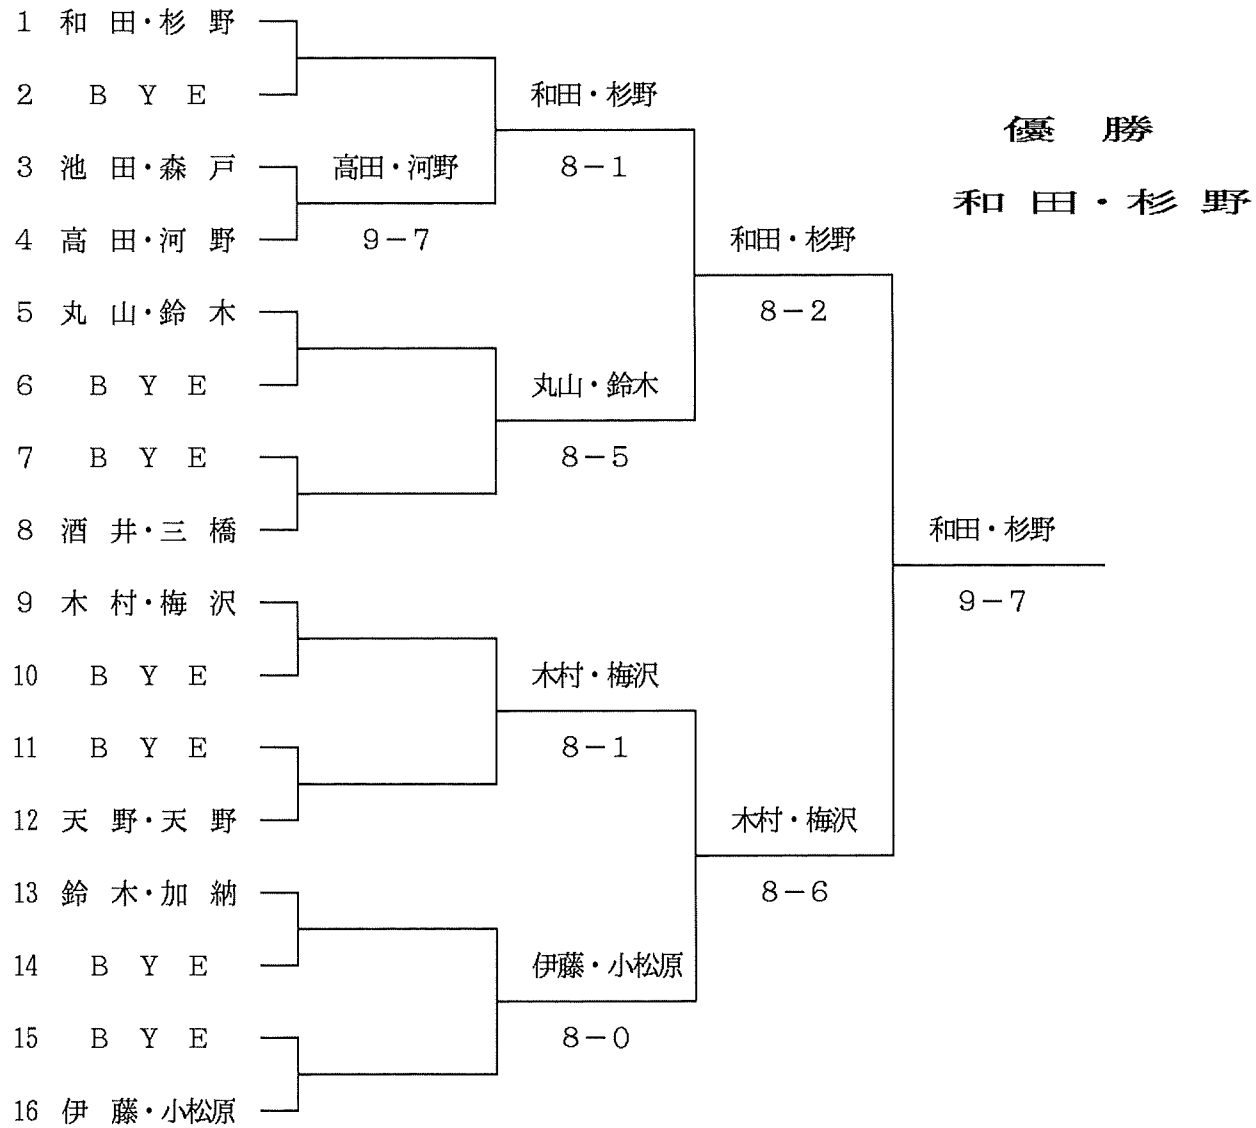 1 和 田・杉 野
2 B Y E
和田・杉野
優 勝
3 池 田・森 戸
高田・河野
8－1
和 田・杉 野
4 高 田・河 野
9－7
和田・杉野
5 丸 山・鈴 木
8－2
6 B Y E
丸山・鈴木
7 B Y E
8－5
8 酒 井・三 橋
和田・杉野
9 木 村・梅 沢
9－7
10 B Y E
木村・梅沢
11 B Y E
8－1
12 天 野・天 野
木村・梅沢
13 鈴 木・加 納
8－6
14 B Y E
伊藤・小松原
15 B Y E
8－0
16 伊 藤・小松原